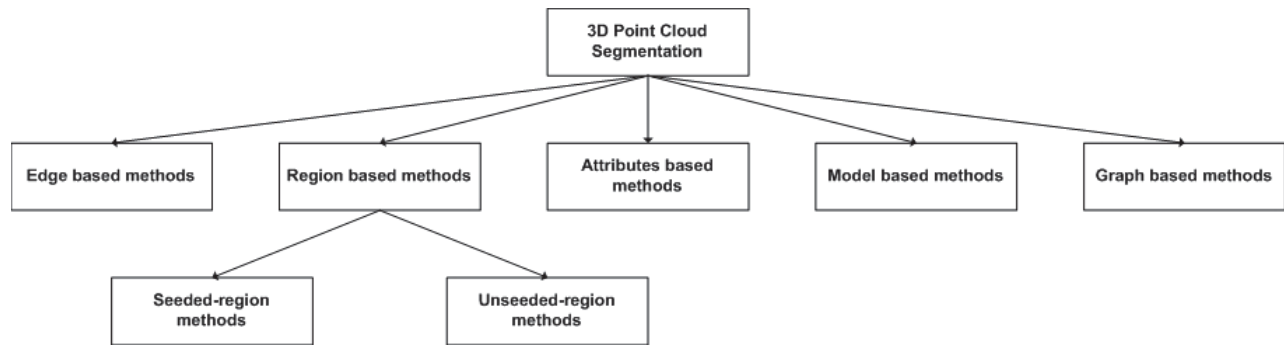 3D Point Cloud
Segmentation
Edge based methods
Region based methods
Attributes based
methods
Model based methods
Graph based methods
Seeded-region
methods
Unseeded-region
methods